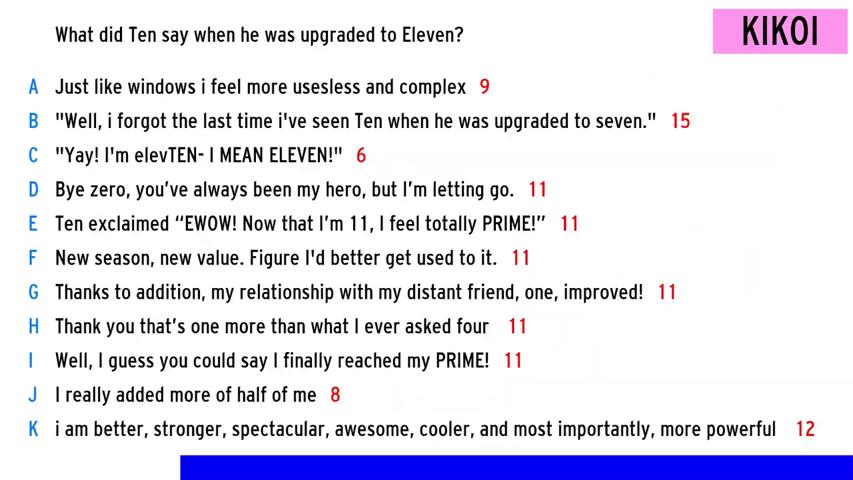 What did Ten say when he was upgraded to Eleven?
KIKOI
A Just like windows i feel more usesless and complex 9
B "Well, i forgot the last time i've seen Ten when he was upgraded to seven." 15
C "Yay! I'm elevTEN- I MEAN ELEVEN!" 6
D Bye zero, you’ve always been my hero, but I’m letting go. 11
E Ten exclaimed “EWOW! Now that I’m 11, I feel totally PRIME!” 11
F New season, new value. Figure I'd better get used to it. 11
G Thanks to addition, my relationship with my distant friend, one, improved! 11
H Thank you that’s one more than what I ever asked four 11
I Well, I guess you could say I finally reached my PRIME! 11
J I really added more of half of me 8
K i am better, stronger, spectacular, awesome, cooler, and most importantly, more powerful 12